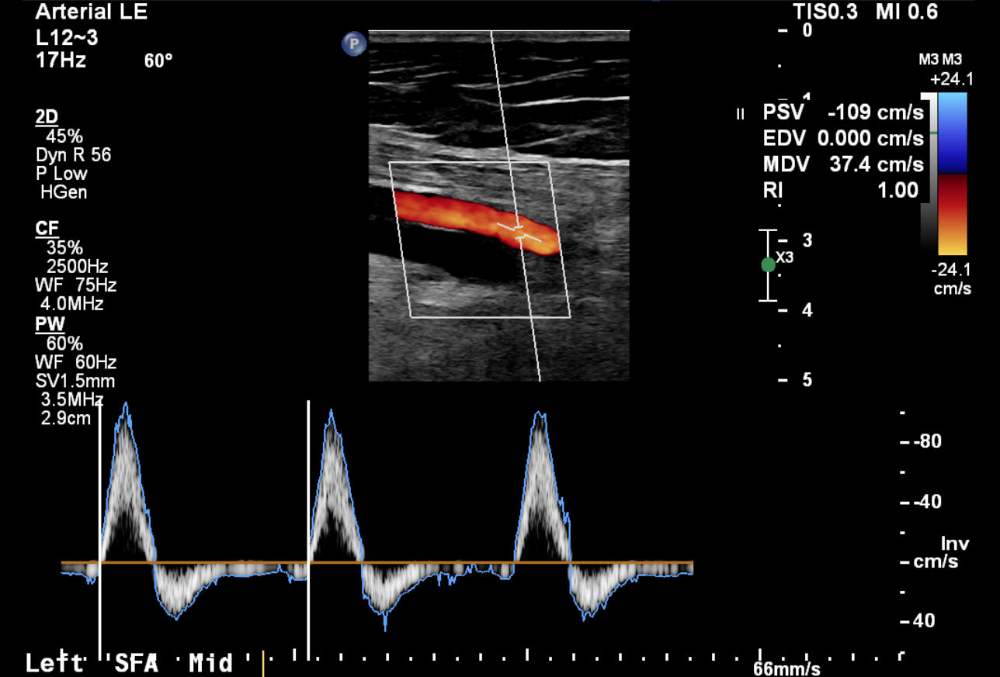 Arterial LE
TIS0.3 MI 0.6
L12~3
17Hz 60°
P
0
M3 M3
+24.1
1
2D
45%
Dyn R 56
P Low
HGen
II PSV -109 cm/s
EDV 0.000 cm/s
MDV 37.4 cm/s
RI 1.00
CF
35%
2500Hz
WF 75Hz
4.0MHz
3
X3
-24.1
cm/s
4
PW
60%
WF 60Hz
SV1.5mm
3.5MHz
2.9cm
5
-80
-40
Inv
cm/s
40
Left SFA Mid
66mm/s